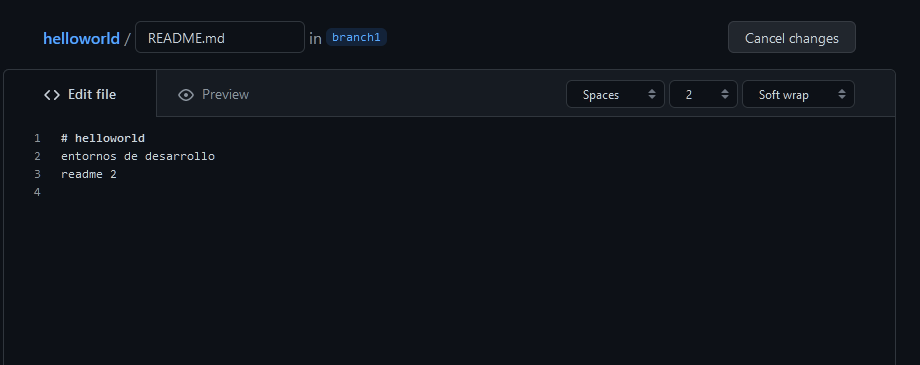 helloworld / README.md in branch1 Cancel changes
Edit file Preview Spaces 2 Soft wrap
1 # helloworld
2 entornos de desarrollo
3 readme 2
4